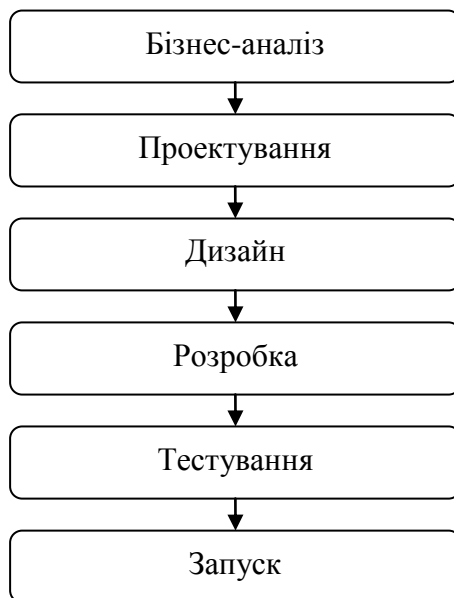 Бізнес-аналіз
Проектування
Дизайн
Розробка
Тестування
Запуск